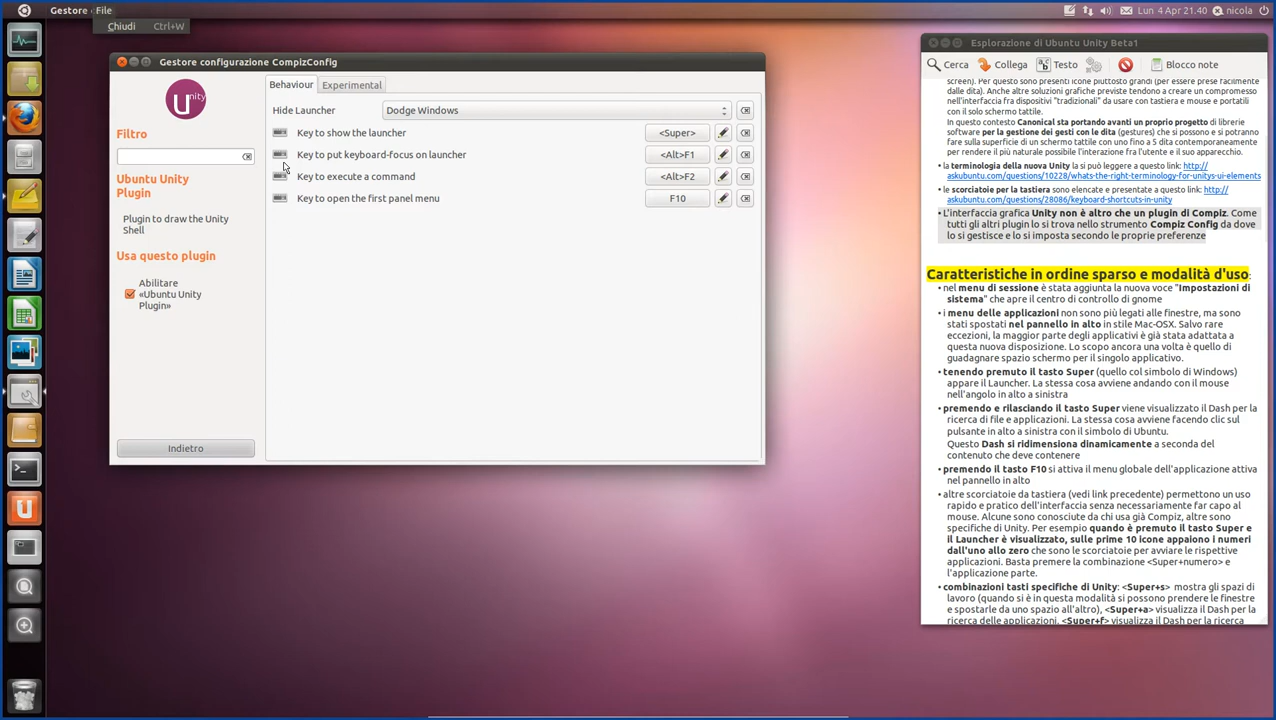 Gestore File
Lun 4 Apr 21.40 nicola
Chiudi Ctrl+W
Gestore configurazione CompizConfig
unity
Filtro
Ubuntu Unity
Plugin
Plugin to draw the Unity
Shell
Usa questo plugin
Abilitare
«Ubuntu Unity
Plugin»
Indietro
Behaviour Experimental
Hide Launcher Dodge Windows
Key to show the launcher <Super>
Key to put keyboard-focus on launcher <Alt>F1
Key to execute a command <Alt>F2
Key to open the first panel menu F10
Esplorazione di Ubuntu Unity Beta1
Cerca Collega Testo Blocco note
screen). Per questo sono presenti icone piuttosto grandi (per essere prese facilmente
dalle dita). Anche altre soluzioni grafiche previste tendono a creare un compromesso
nell'interfaccia fra dispositivi "tradizionali" da usare con tastiera e mouse e portatili
con il solo schermo.
In questo contesto Canonical sta portando avanti un proprio progetto di librerie
software per la gestione dei gesti con le dita (gestures) che si possono e si potranno
fare usando da uno fino a 5 dita contemporaneamente
per rendere il più naturale possibile l'interazione fra l'utente e il suo apparecchio.
• la terminologia della nuova Unity la si può leggere a questo link: http://
askubuntu.com/questions/10228/whats-the-right-terminology-for-unitys-ui-elements
• le scorciatoie per la tastiera sono elencate e presentate a questo link: http://
askubuntu.com/questions/28086/keyboard-shortcuts-in-unity
• L'interfaccia grafica Unity non è altro che un plugin di Compiz. Come
tutti gli altri plugin lo si trova nello strumento Compiz Config da dove
lo si gestisce e lo si imposta secondo le proprie preferenze
Caratteristiche in ordine sparso e modalità d'uso:
• nel menu di sessione è stata aggiunta la nuova voce "Impostazioni di
sistema" che apre il centro di controllo di gnome
• i menu delle applicazioni non sono più legati alle finestre, ma sono
stati spostati nel pannello in alto in stile Mac-OSX. Salvo rare
eccezioni, la maggior parte degli applicativi è già stata adattata a
questa nuova disposizione. Lo scopo ancora una volta è quello di
guadagnare spazio schermo per il singolo applicativo.
• tenendo premuto il tasto Super (quello col simbolo di Windows)
appare il Launcher. La stessa cosa avviene andando con il mouse
nell'angolo in alto a sinistra
• premendo e rilasciando il tasto Super viene visualizzato il Dash per la
ricerca di file e applicazioni. La stessa cosa avviene facendo clic sul
pulsante in alto a sinistra con il simbolo di Ubuntu.
Questo Dash si ridimensiona dinamicamente a seconda del
contenuto che deve contenere
• premendo il tasto F10 si attiva il menu globale dell'applicazione attiva
nel pannello in alto
• altre scorciatoie da tastiera (vedi link precedente) permettono un uso
rapido e pratico dell'interfaccia senza necessariamente far capo al
mouse. Alcune sono conosciute da chi usa già Compiz, altre sono
specifiche di Unity. Per esempio quando è premuto il tasto Super e
il Launcher è visualizzato, sulle prime 10 icone appaiono i numeri
dall'uno allo zero che sono le scorciatoie per avviare le rispettive
applicazioni. Basta premere la combinazione <Super+numero> e
l'applicazione parte.
• combinazioni tasti specifiche di Unity: <Super+s> mostra gli spazi di
lavoro (quando si è in questa modalità si possono prendere le finestre
e spostarle da uno spazio all'altro), <Super+a> visualizza il Dash per la
ricerca delle applicazioni, <Super+f> visualizza il Dash per la ricerca